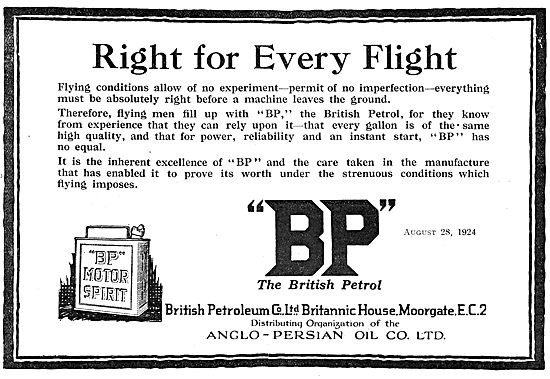 Right for Every Flight
Flying conditions allow of no experiment—permit of no imperfection—everything
must be absolutely right before a machine leaves the ground.
Therefore, flying men fill up with "BP," the British Petrol, for they know
from experience that they can rely upon it—that every gallon is of the same
high quality, and that for power, reliability and an instant start, "BP" has
no equal.
It is the inherent excellence of "BP" and the care taken in the manufacture
that has enabled it to prove its worth under the strenuous conditions which
flying imposes.
"BP"
August 28, 1924
The British Petrol
"BP"
MOTOR
SPIRIT
British Petroleum Co. Ltd Britannic House, Moorgate, E.C.2
Distributing Organization of the
ANGLO-PERSIAN OIL CO. LTD.